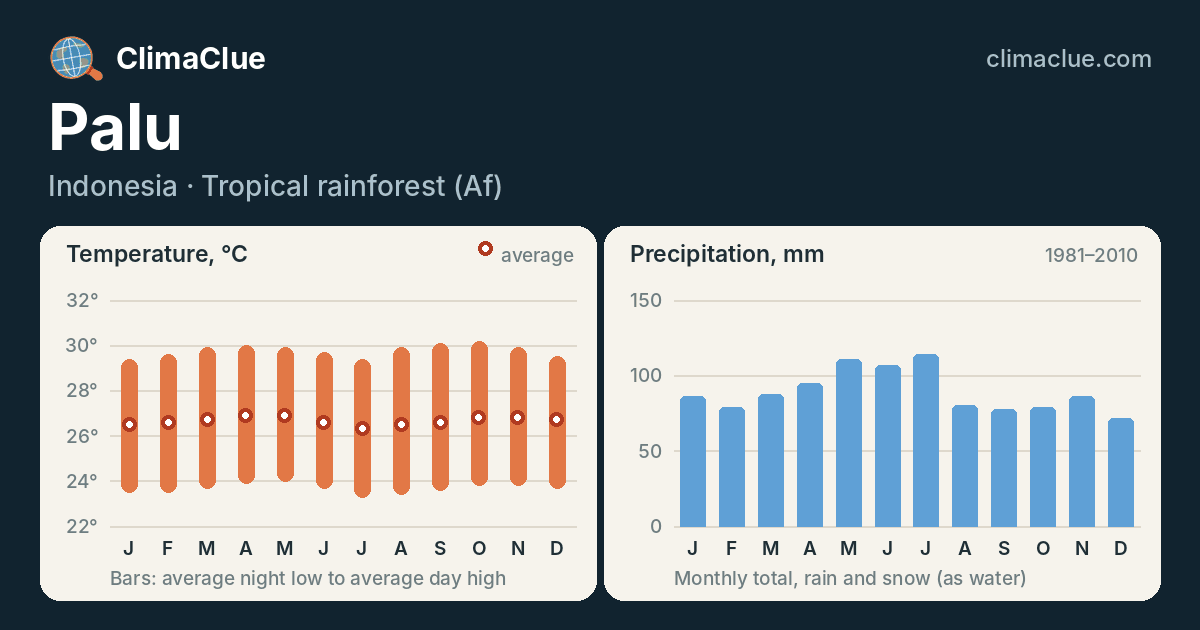 ClimaClue
climaclue.com
Palu
Indonesia · Tropical rainforest (Af)
Temperature, °C
average
32°
30°
28°
26°
24°
22°
J F M A M J J A S O N D
Bars: average night low to average day high
Precipitation, mm
1981–2010
150
100
50
0
J F M A M J J A S O N D
Monthly total, rain and snow (as water)